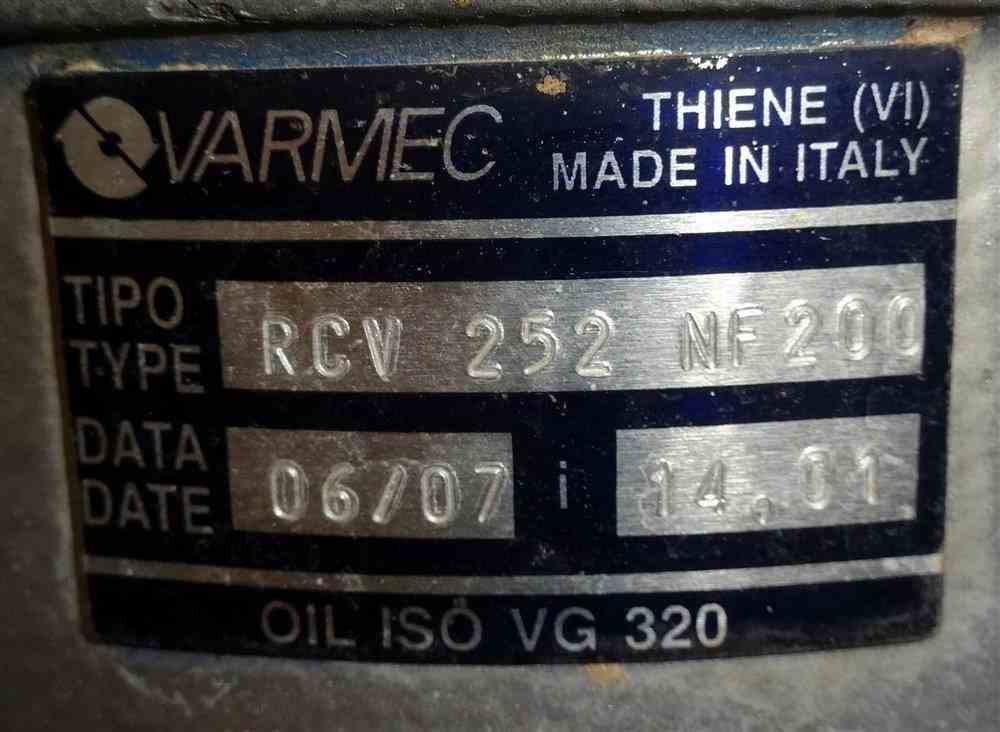 VARMEC
THIENE (VI)
MADE IN ITALY
TIPO
TYPE
RCV 252 NF200
DATA
DATE
06/07
i
14,01
OIL ISO VG 320